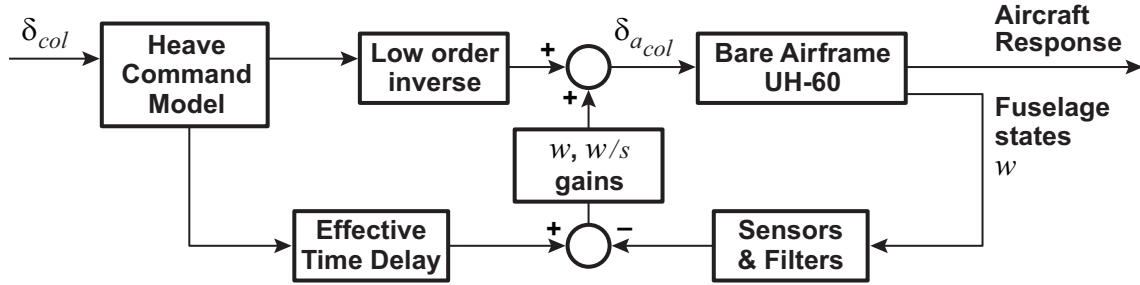 δcol
Heave
Command
Model
Low order
inverse
+
+
δacol
Bare Airframe
UH-60
Aircraft
Response
Fuselage
states
w
w, w/s
gains
Effective
Time Delay
+
−
Sensors
& Filters